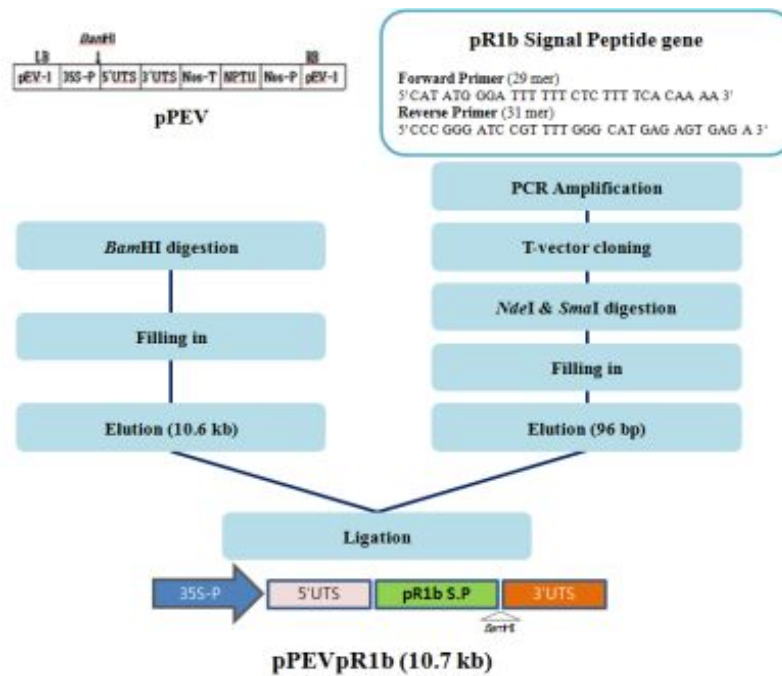 BamHI
LB RB
pEV-1 35S-P 5'UTS 3'UTS Nos-T NPTII Nos-P pEV-1
pPEV
pR1b Signal Peptide gene
Forward Primer (29 mer)
5'CAT ATG GGA TTT TTT CTC TTT TCA CAA AA 3'
Reverse Primer (31 mer)
5'CCC GGG ATC CGT TTT GGG CAT GAG AGT GAG A 3'
PCR Amplification
T-vector cloning
NdeI & SmaI digestion
Filling in
Elution (96 bp)
BamHI digestion
Filling in
Elution (10.6 kb)
Ligation
35S-P 5'UTS pR1b S.P 3'UTS
BamHI
pPEVpR1b (10.7 kb)